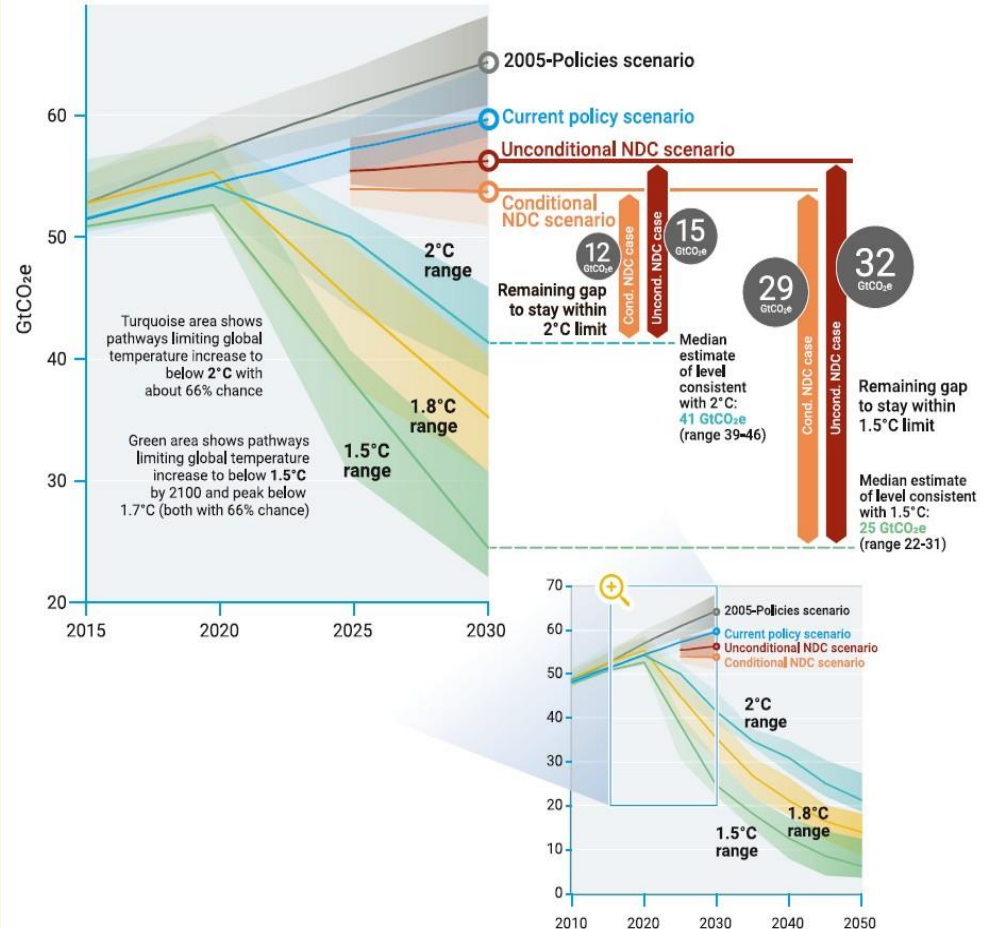 60
50
40
30
20
GtCO₂e
2015
2020
2025
2030
2005-Policies scenario
Current policy scenario
Unconditional NDC scenario
Conditional
NDC scenario
2°C
range
1.8°C
range
1.5°C
range
Turquoise area shows
pathways limiting global
temperature increase to
below 2°C with
about 66% chance
Green area shows pathways
limiting global temperature
increase to below 1.5°C
by 2100 and peak below
1.7°C (both with 66% chance)
12
GtCO₂e
15
GtCO₂e
Cond. NDC case
Uncond. NDC case
Remaining gap
to stay within
2°C limit
Median
estimate
of level
consistent
with 2°C:
41 GtCO₂e
(range 39-46)
29
GtCO₂e
32
GtCO₂e
Cond. NDC case
Uncond. NDC case
Remaining gap
to stay within
1.5°C limit
Median estimate
of level consistent
with 1.5°C:
25 GtCO₂e
(range 22-31)
70
60
50
40
30
20
10
0
2010
2020
2030
2040
2050
2005-Policies scenario
Current policy scenario
Unconditional NDC scenario
Conditional NDC scenario
2°C
range
1.8°C
range
1.5°C
range